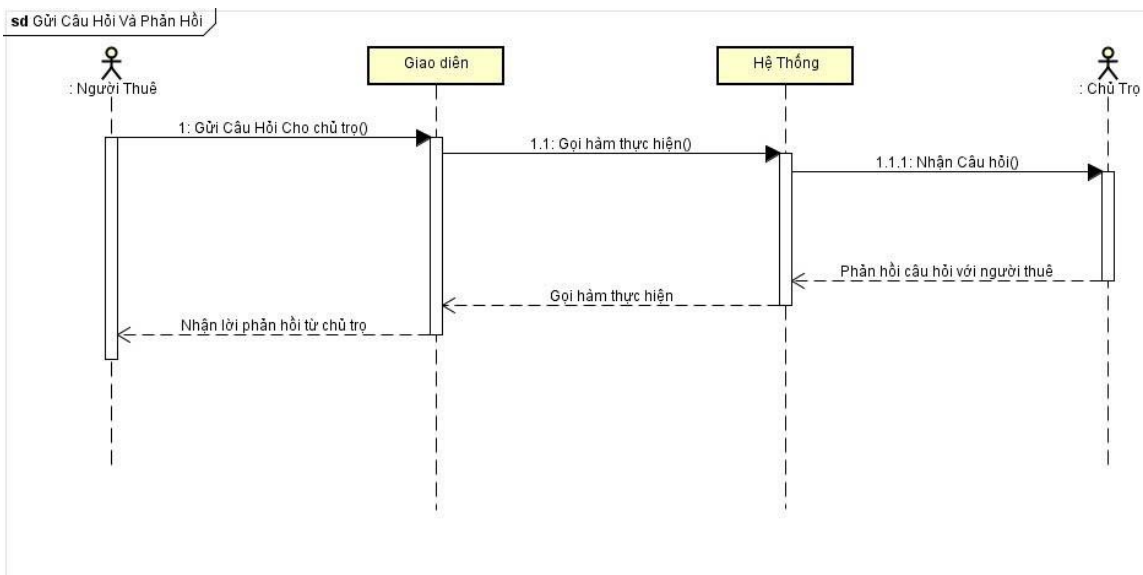 sd Gửi Câu Hỏi Và Phản Hồi
: Người Thuê
Giao diên
Hệ Thống
: Chủ Trọ
1: Gửi Câu Hỏi Cho chủ trọ()
1.1: Gọi hàm thực hiện()
1.1.1: Nhận Câu hỏi()
Phản hồi câu hỏi với người thuê
Gọi hàm thực hiện
Nhận lời phản hồi từ chủ trọ